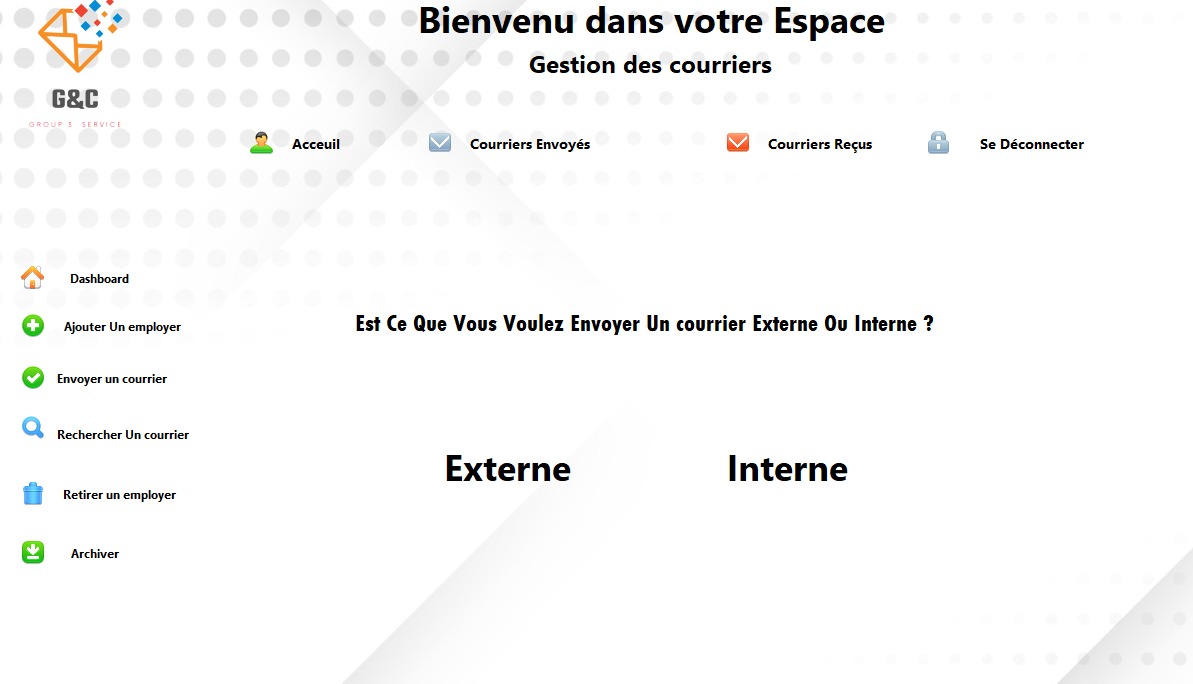 Bienvenu dans votre Espace
Gestion des courriers
G&C
GROUP'S SERVICE
Acceuil
Courriers Envoyés
Courriers Reçus
Se Déconnecter
Dashboard
Ajouter Un employer
Envoyer un courrier
Rechercher Un courrier
Retirer un employer
Archiver
Est Ce Que Vous Voulez Envoyer Un courrier Externe Ou Interne ?
Externe
Interne